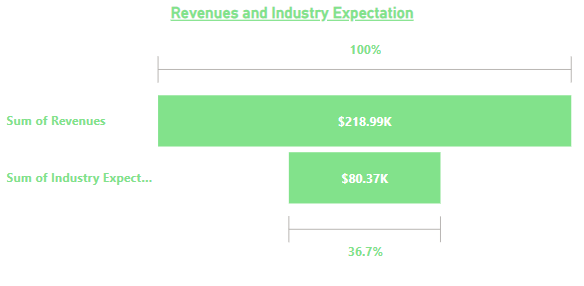 Revenues and Industry Expectation
100%
Sum of Revenues
$218.99K
Sum of Industry Expect...
$80.37K
36.7%